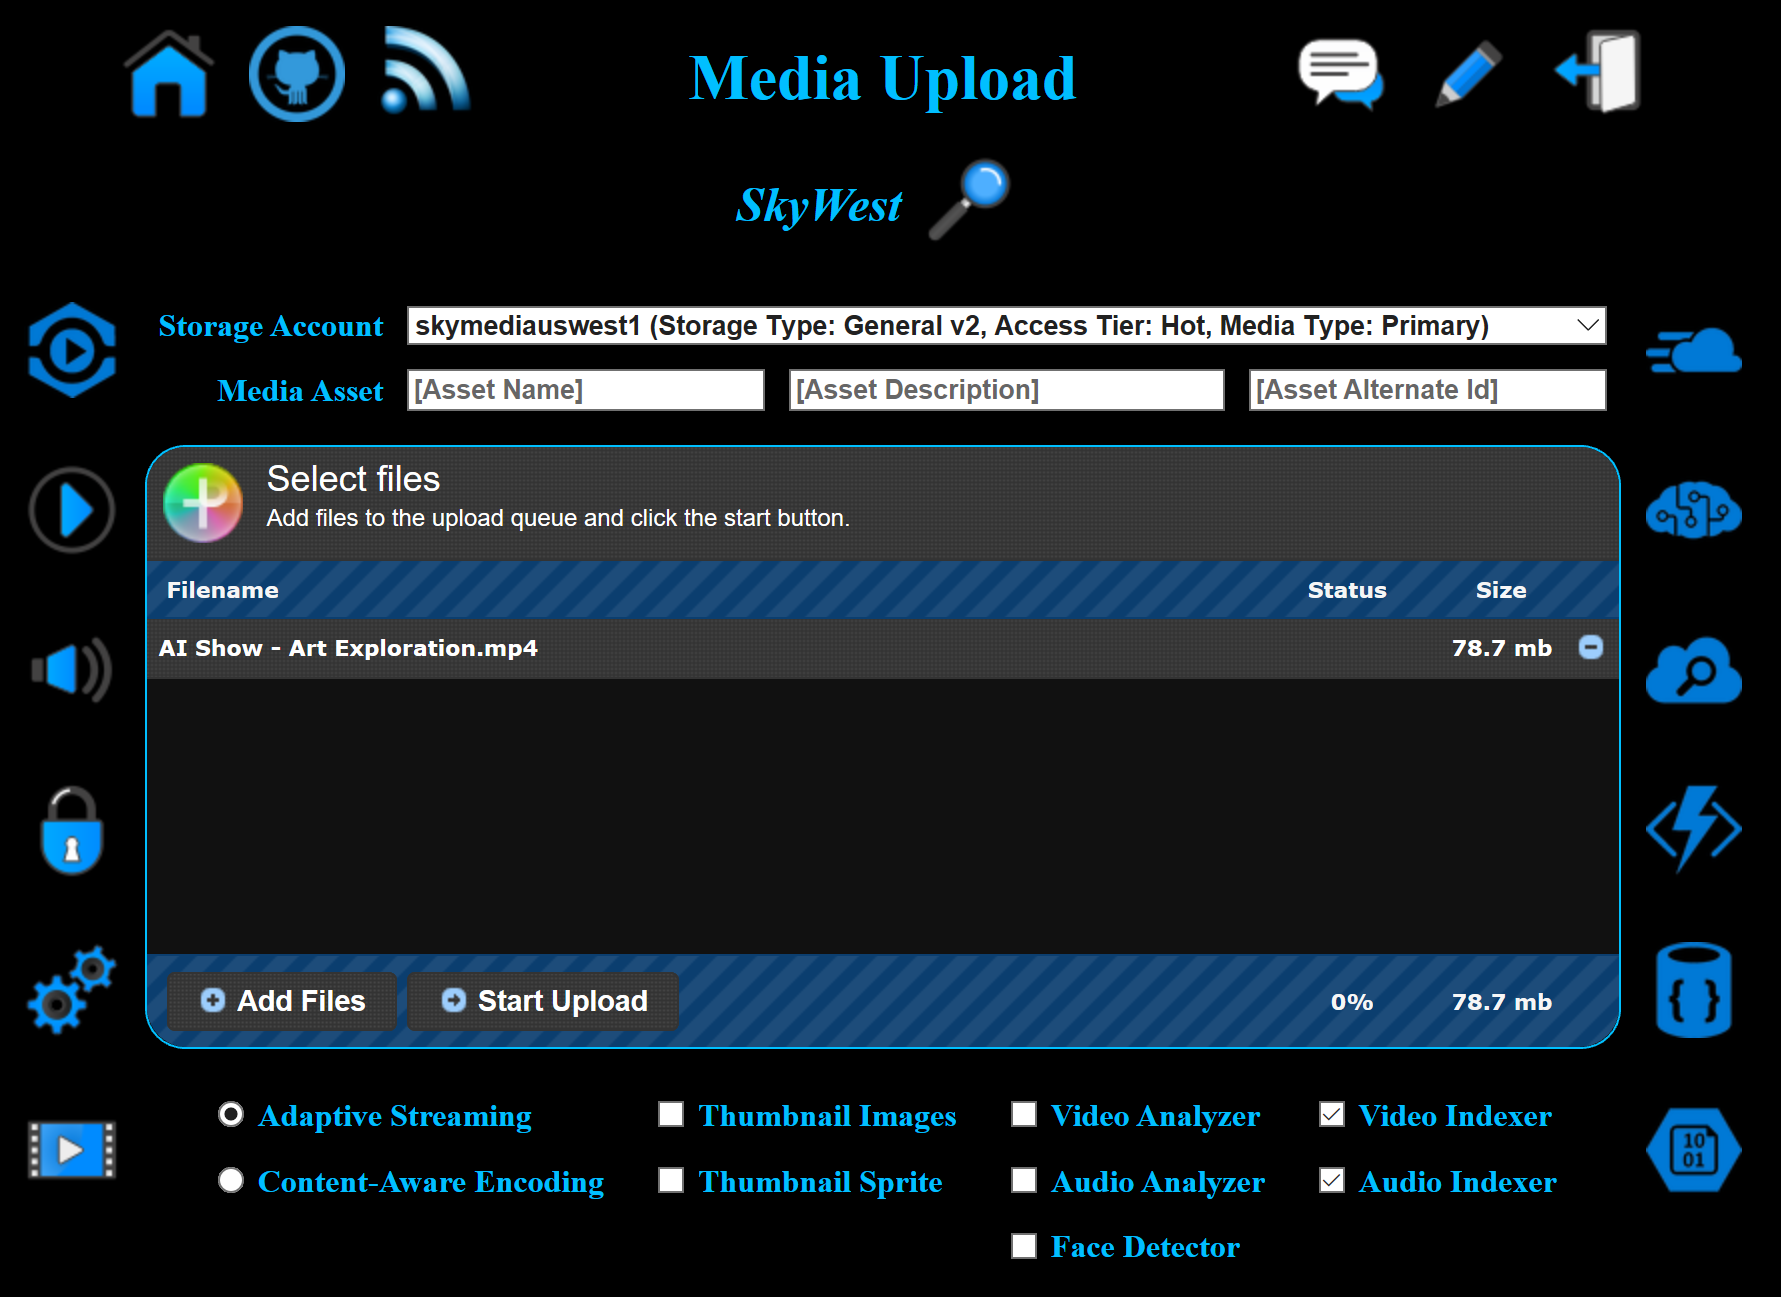 Media Upload
SkyWest
Storage Account
skymediauswest1 (Storage Type: General v2, Access Tier: Hot, Media Type: Primary)
Media Asset
[Asset Name]
[Asset Description]
[Asset Alternate Id]
Select files
Add files to the upload queue and click the start button.
Filename Status Size
AI Show - Art Exploration.mp4 78.7 mb
Add Files Start Upload 0% 78.7 mb
Adaptive Streaming Thumbnail Images Video Analyzer Video Indexer
Content-Aware Encoding Thumbnail Sprite Audio Analyzer Audio Indexer
Face Detector
10
01